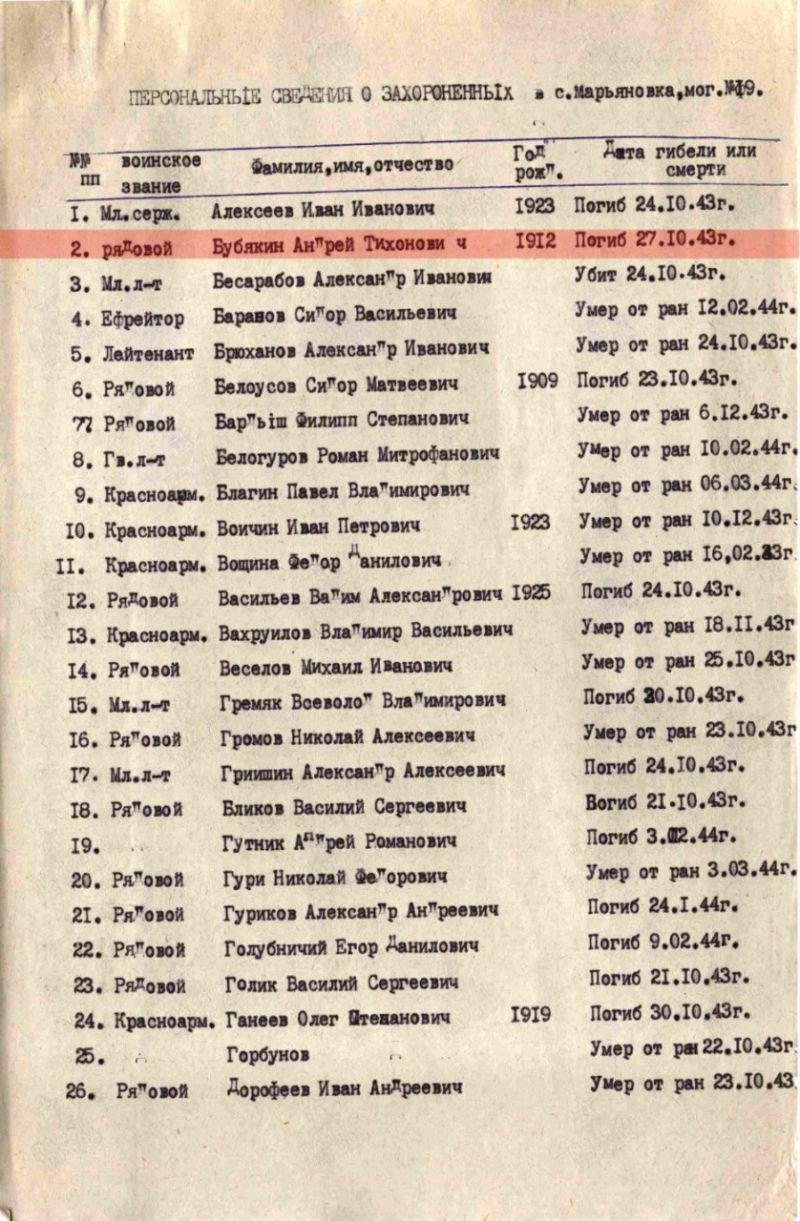 ПЕРСОНАЛЬНЫЕ СВЕДЕНИЯ О ЗАХОРОНЕННЫХ в с.Марьяновка,мог.№19.
№№ пп воинское звание Фамилия,имя,отчество Год рожд. Дата гибели или смерти
1. Мл.серж. Алексеев Иван Иванович 1923 Погиб 24.10.43г.
2. рядовой Бубякин Андрей Тихонови ч 1912 Погиб 27.10.43г.
3. Мл.л-т Бесарабов Александр Иванович Убит 24.10.43г.
4. Ефрейтор Баранов Сидор Васильевич Умер от ран 12.02.44г.
5. Лейтенант Брюханов Александр Иванович Умер от ран 24.10.43г.
6. Рядовой Белоусов Сидор Матвеевич 1909 Погиб 23.10.43г.
7. Рядовой Бардыш Филипп Степанович Умер от ран 6.12.43г.
8. Гв.л-т Белогуров Роман Митрофанович Умер от ран 10.02.44г.
9. Красноарм. Благин Павел Владимирович Умер от ран 06.03.44г.
10. Красноарм. Воичин Иван Петрович 1923 Умер от ран 10.12.43г.
11. Красноарм. Вощина Федор Данилович Умер от ран 16,02.43г.
12. Рядовой Васильев Вадим Александрович 1925 Погиб 24.10.43г.
13. Красноарм. Вахруилов Владимир Васильевич Умер от ран 18.11.43г
14. Рядовой Веселов Михаил Иванович Умер от ран 25.10.43г
15. Мл.л-т Гремяк Всеволод Владимирович Погиб 20.10.43г.
16. Рядовой Громов Николай Алексеевич Умер от ран 23.10.43г
17. Мл.л-т Гриишин Александр Алексеевич Погиб 24.10.43г.
18. Рядовой Бликов Василий Сергеевич Вогиб 21.10.43г.
19. " Гутник Андрей Романович Погиб 3.02.44г.
20. Рядовой Гури Николай Федорович Умер от ран 3.03.44г.
21. Рядовой Гуриков Александр Андреевич Погиб 24.1.44г.
22. Рядовой Голубничий Егор Данилович Погиб 9.02.44г.
23. Рядовой Голик Василий Сергеевич Погиб 21.10.43г.
24. Красноарм. Ганеев Олег Штепанович 1919 Погиб 30.10.43г.
25. " Горбунов " Умер от ран 22.10.43г
26. Рядовой Дорофеев Иван Андреевич Умер от ран 23.10.43